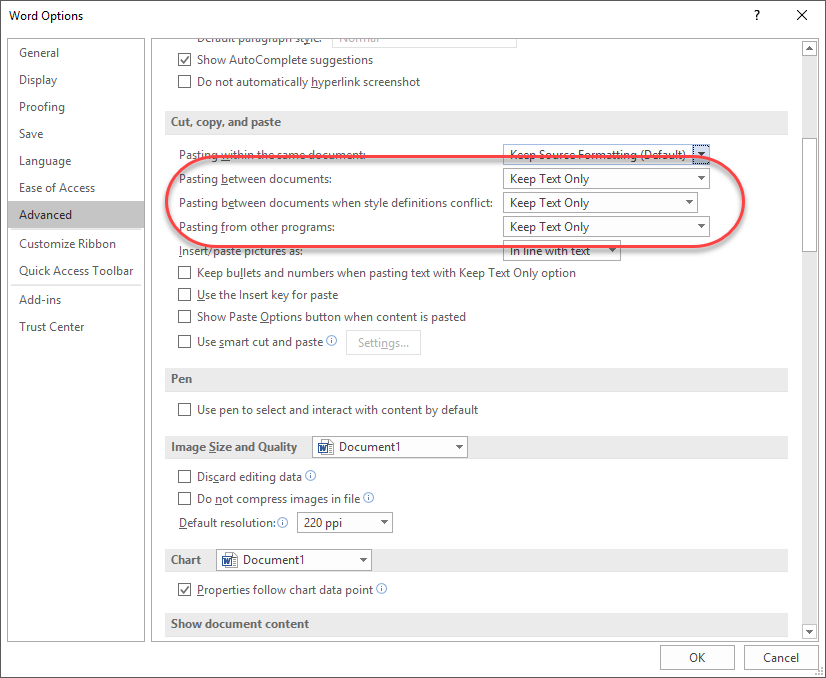 Word Options
?
General
Display
Proofing
Save
Language
Ease of Access
Advanced
Customize Ribbon
Quick Access Toolbar
Add-ins
Trust Center
Default paragraph style: Normal
Show AutoComplete suggestions
Do not automatically hyperlink screenshot
Cut, copy, and paste
Pasting within the same document: Keep Source Formatting (Default)
Pasting between documents: Keep Text Only
Pasting between documents when style definitions conflict: Keep Text Only
Pasting from other programs: Keep Text Only
Insert/paste pictures as: In line with text
Keep bullets and numbers when pasting text with Keep Text Only option
Use the Insert key for paste
Show Paste Options button when content is pasted
Use smart cut and paste Settings...
Pen
Use pen to select and interact with content by default
Image Size and Quality Document1
Discard editing data
Do not compress images in file
Default resolution: 220 ppi
Chart Document1
Properties follow chart data point
Show document content
OK Cancel